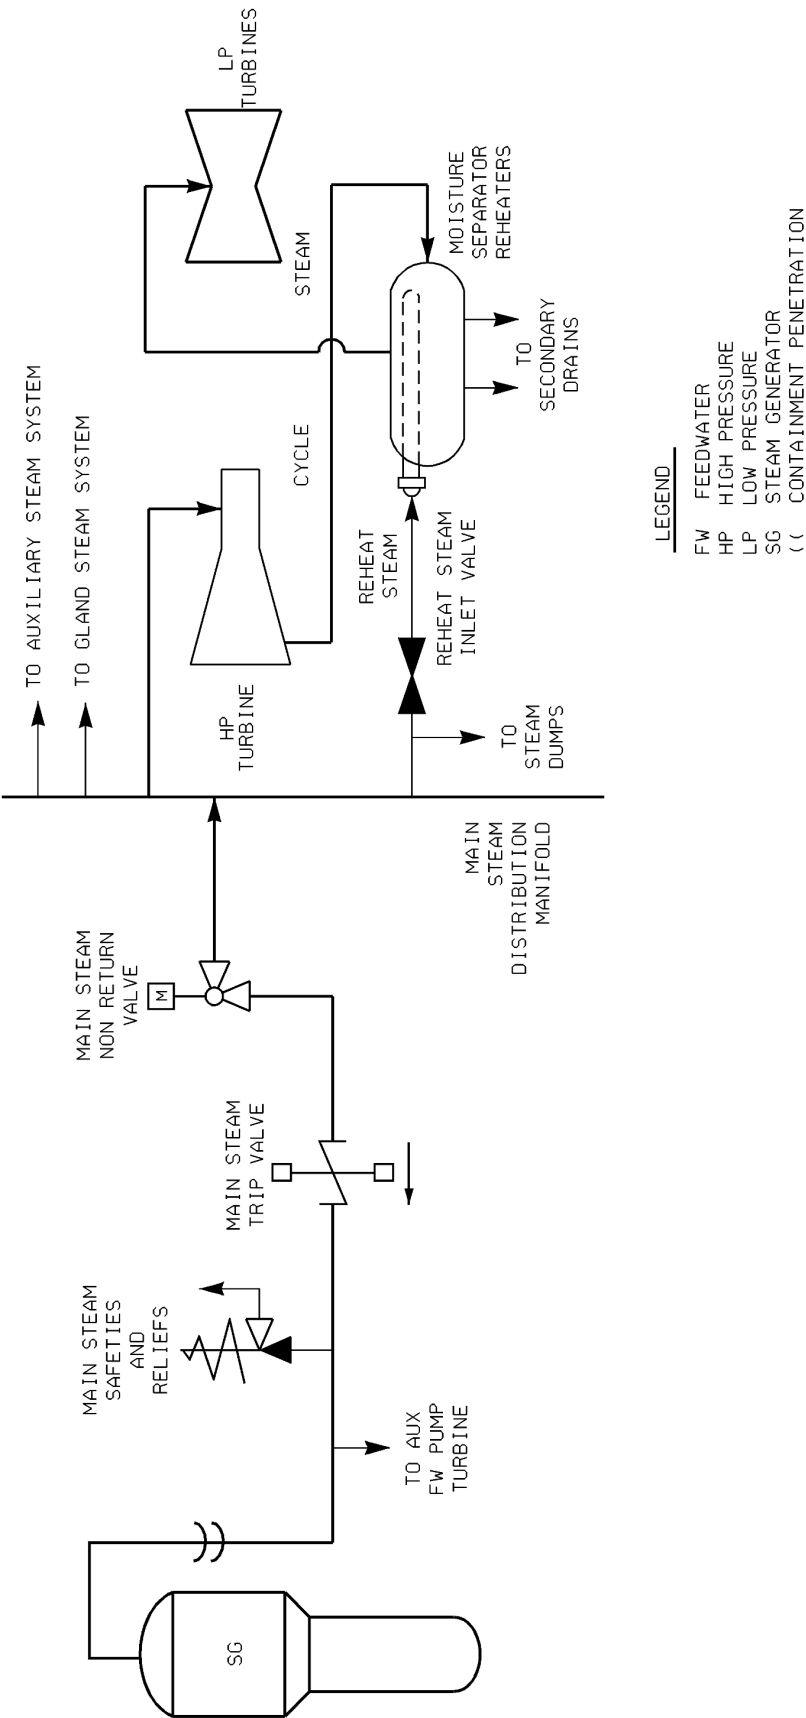 TO AUXILIARY STEAM SYSTEM
TO GLAND STEAM SYSTEM
LP
TURBINES
STEAM
CYCLE
HP
TURBINE
MOISTURE
SEPARATOR
REHEATERS
TO
SECONDARY
DRAINS
REHEAT
STEAM
REHEAT STEAM
INLET VALVE
TO
STEAM
DUMPS
MAIN
STEAM
DISTRIBUTION
MANIFOLD
MAIN STEAM
NON RETURN
VALVE
M
MAIN STEAM
TRIP VALVE
MAIN STEAM
SAFETIES
AND
RELIEFS
TO AUX
FW PUMP
TURBINE
SG
LEGEND
FW FEEDWATER
HP HIGH PRESSURE
LP LOW PRESSURE
SG STEAM GENERATOR
(( CONTAINMENT PENETRATION